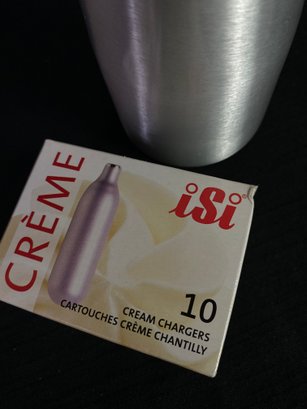 CRÈME
iSi
10
CREAM CHARGERS
CARTOUCHES CRÈME CHANTILLY